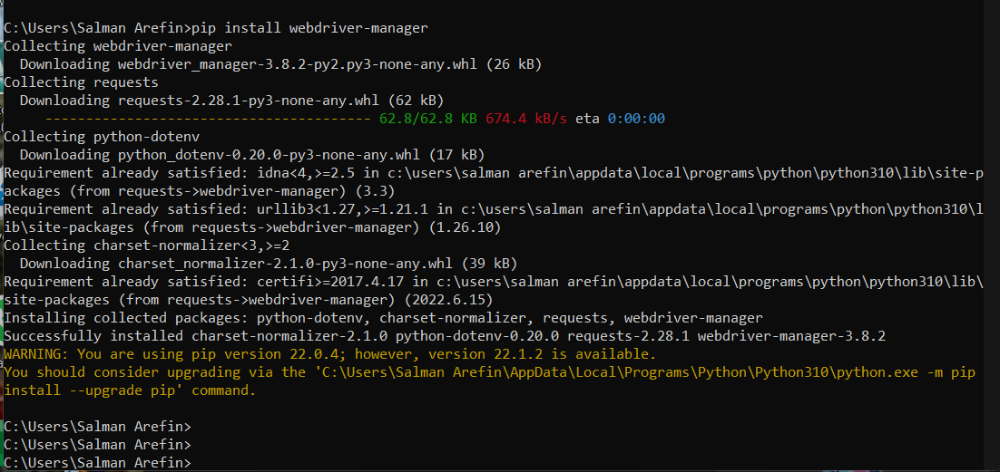 C:\Users\Salman Arefin>pip install webdriver-manager
Collecting webdriver-manager
  Downloading webdriver_manager-3.8.2-py2.py3-none-any.whl (26 kB)
Collecting requests
  Downloading requests-2.28.1-py3-none-any.whl (62 kB)
     ---------------------------------------- 62.8/62.8 KB 674.4 kB/s eta 0:00:00
Collecting python-dotenv
  Downloading python_dotenv-0.20.0-py3-none-any.whl (17 kB)
Requirement already satisfied: idna<4,>=2.5 in c:\users\salman arefin\appdata\local\programs\python\python310\lib\site-p
ackages (from requests->webdriver-manager) (3.3)
Requirement already satisfied: urllib3<1.27,>=1.21.1 in c:\users\salman arefin\appdata\local\programs\python\python310\l
ib\site-packages (from requests->webdriver-manager) (1.26.10)
Collecting charset-normalizer<3,>=2
  Downloading charset_normalizer-2.1.0-py3-none-any.whl (39 kB)
Requirement already satisfied: certifi>=2017.4.17 in c:\users\salman arefin\appdata\local\programs\python\python310\lib\
site-packages (from requests->webdriver-manager) (2022.6.15)
Installing collected packages: python-dotenv, charset-normalizer, requests, webdriver-manager
Successfully installed charset-normalizer-2.1.0 python-dotenv-0.20.0 requests-2.28.1 webdriver-manager-3.8.2
WARNING: You are using pip version 22.0.4; however, version 22.1.2 is available.
You should consider upgrading via the 'C:\Users\Salman Arefin\AppData\Local\Programs\Python\Python310\python.exe -m pip
install --upgrade pip' command.
C:\Users\Salman Arefin>
C:\Users\Salman Arefin>
C:\Users\Salman Arefin>